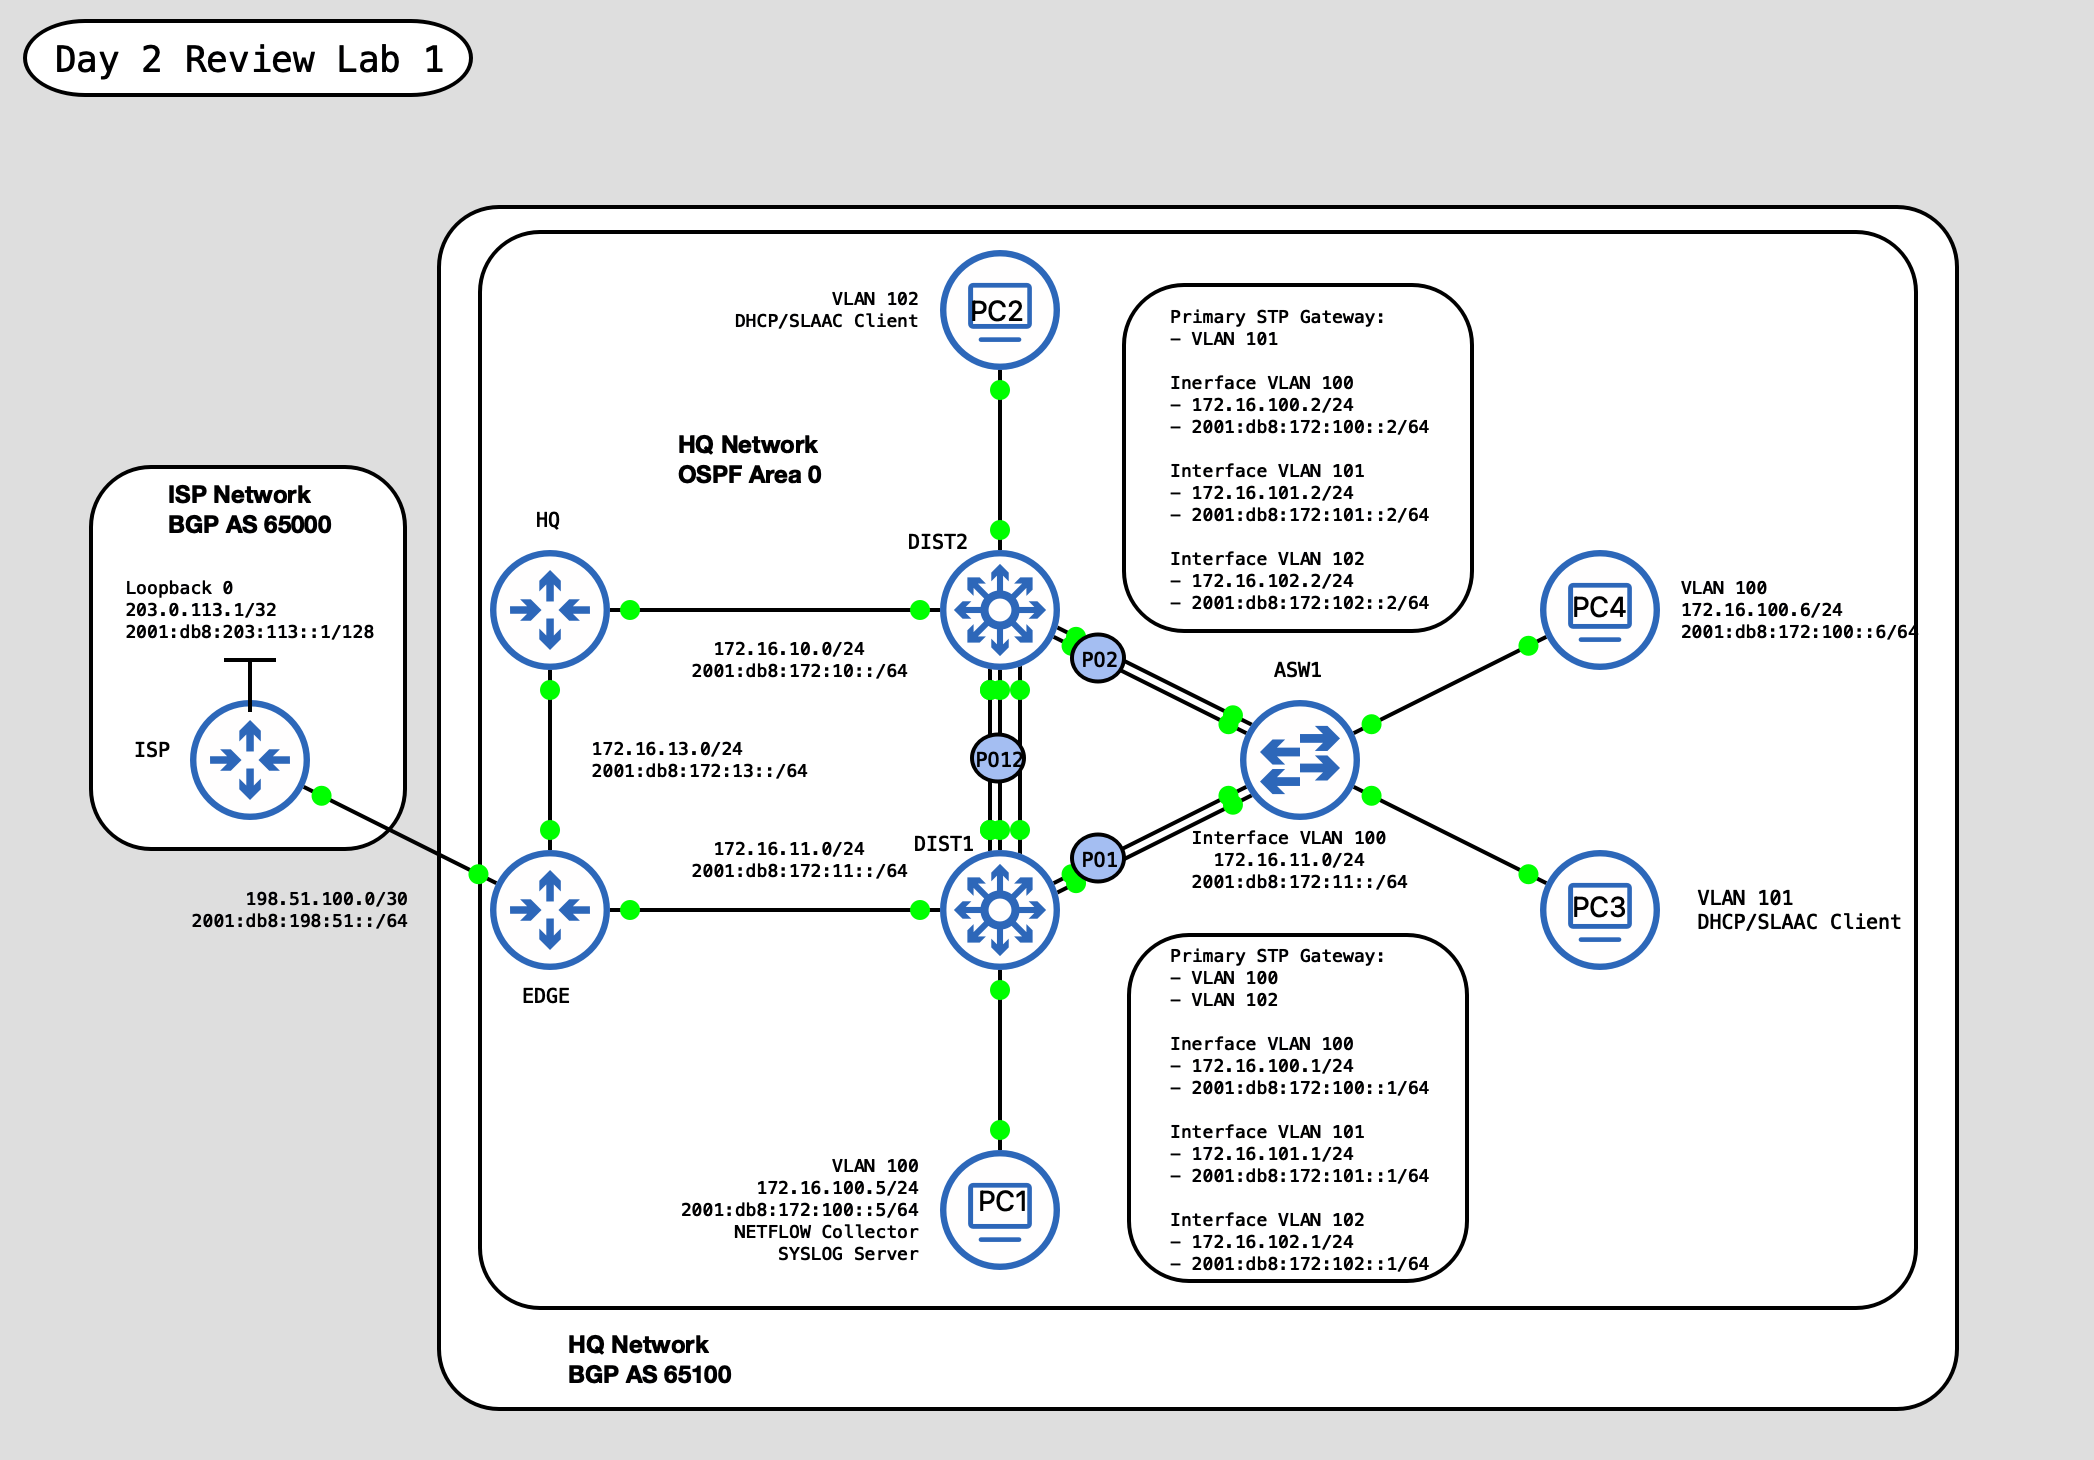 Day 2 Review Lab 1
VLAN 102
DHCP/SLAAC Client
PC2
Primary STP Gateway:
– VLAN 101
Inerface VLAN 100
– 172.16.100.2/24
– 2001:db8:172:100::2/64
Interface VLAN 101
– 172.16.101.2/24
– 2001:db8:172:101::2/64
Interface VLAN 102
– 172.16.102.2/24
– 2001:db8:172:102::2/64
HQ Network
OSPF Area 0
ISP Network
BGP AS 65000
Loopback 0
203.0.113.1/32
2001:db8:203:113::1/128
ISP
HQ
DIST2
172.16.10.0/24
2001:db8:172:10::/64
PO2
ASW1
PC4
VLAN 100
172.16.100.6/24
2001:db8:172:100::6/64
172.16.13.0/24
2001:db8:172:13::/64
PO12
172.16.11.0/24
2001:db8:172:11::/64
DIST1
PO1
Interface VLAN 100
172.16.11.0/24
2001:db8:172:11::/64
PC3
VLAN 101
DHCP/SLAAC Client
198.51.100.0/30
2001:db8:198:51::/64
EDGE
Primary STP Gateway:
– VLAN 100
– VLAN 102
Inerface VLAN 100
– 172.16.100.1/24
– 2001:db8:172:100::1/64
Interface VLAN 101
– 172.16.101.1/24
– 2001:db8:172:101::1/64
Interface VLAN 102
– 172.16.102.1/24
– 2001:db8:172:102::1/64
VLAN 100
172.16.100.5/24
2001:db8:172:100::5/64
NETFLOW Collector
SYSLOG Server
PC1
HQ Network
BGP AS 65100